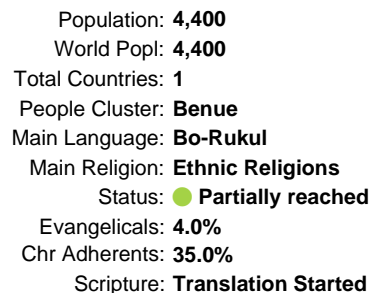 Population: 4,400
World Popl: 4,400
Total Countries: 1
People Cluster: Benue
Main Language: Bo-Rukul
Main Religion: Ethnic Religions
Status: Partially reached
Evangelicals: 4.0%
Chr Adherents: 35.0%
Scripture: Translation Started